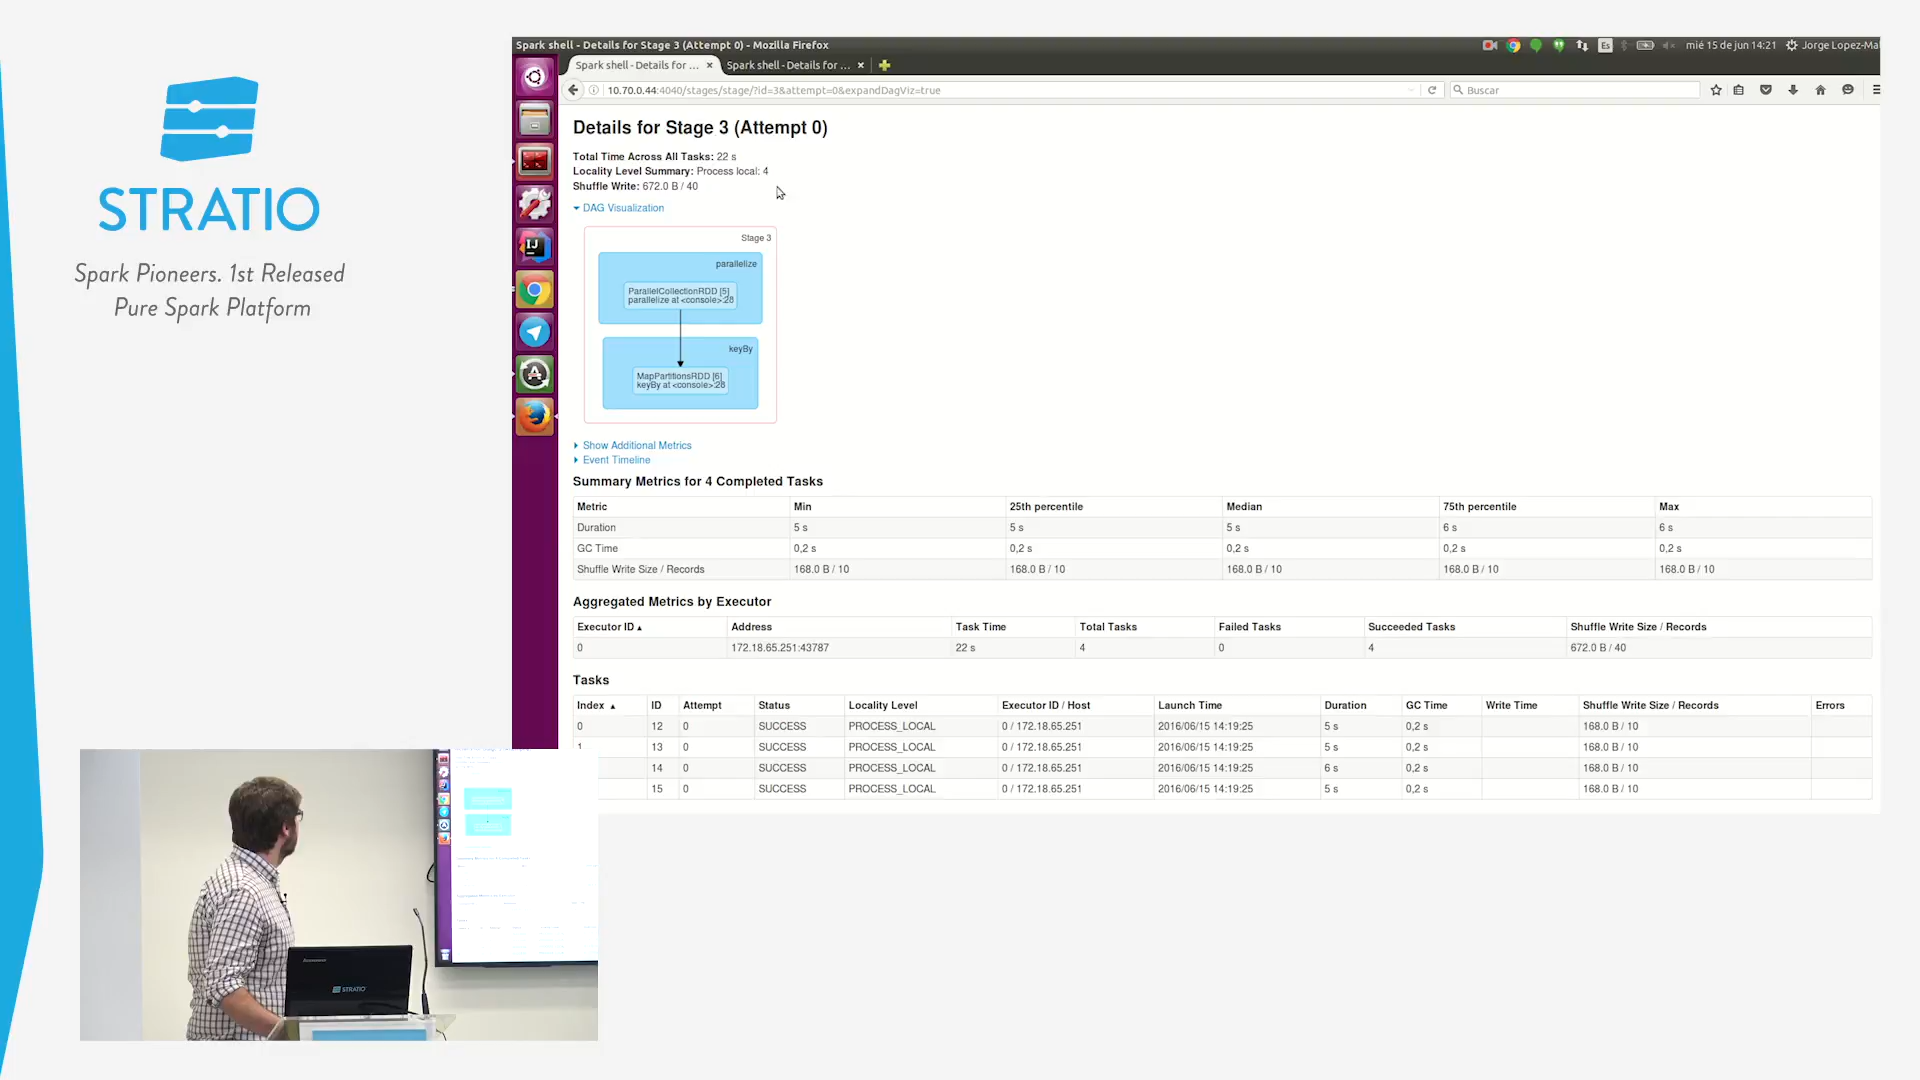 STRATIO
Spark Pioneers. 1st Released
Pure Spark Platform
Spark shell - Details for Stage 3 (Attempt 0) - Mozilla Firefox
Es
mié 15 de jun 14:21
Jorge Lopez-Mal
Spark shell - Details for ... ×
Spark shell - Details for ... ×
10.70.0.44:4040/stages/stage/?id=3&attempt=0&expandDagViz=true
Buscar
Details for Stage 3 (Attempt 0)
Total Time Across All Tasks: 22 s
Locality Level Summary: Process local: 4
Shuffle Write: 672.0 B / 40
DAG Visualization
Stage 3
parallelize
ParallelCollectionRDD [5]
parallelize at <console>:28
keyBy
MapPartitionsRDD [6]
keyBy at <console>:28
Show Additional Metrics
Event Timeline
Summary Metrics for 4 Completed Tasks
Metric Min 25th percentile Median 75th percentile Max
Duration 5 s 5 s 5 s 6 s 6 s
GC Time 0,2 s 0,2 s 0,2 s 0,2 s 0,2 s
Shuffle Write Size / Records 168.0 B / 10 168.0 B / 10 168.0 B / 10 168.0 B / 10 168.0 B / 10
Aggregated Metrics by Executor
Executor ID ▴ Address Task Time Total Tasks Failed Tasks Succeeded Tasks Shuffle Write Size / Records
0 172.18.65.251:43787 22 s 4 0 4 672.0 B / 40
Tasks
Index ▴ ID Attempt Status Locality Level Executor ID / Host Launch Time Duration GC Time Write Time Shuffle Write Size / Records Errors
0 12 0 SUCCESS PROCESS_LOCAL 0 / 172.18.65.251 2016/06/15 14:19:25 5 s 0,2 s 168.0 B / 10
1 13 0 SUCCESS PROCESS_LOCAL 0 / 172.18.65.251 2016/06/15 14:19:25 5 s 0,2 s 168.0 B / 10
14 0 SUCCESS PROCESS_LOCAL 0 / 172.18.65.251 2016/06/15 14:19:25 6 s 0,2 s 168.0 B / 10
15 0 SUCCESS PROCESS_LOCAL 0 / 172.18.65.251 2016/06/15 14:19:25 5 s 0,2 s 168.0 B / 10
STRATIO